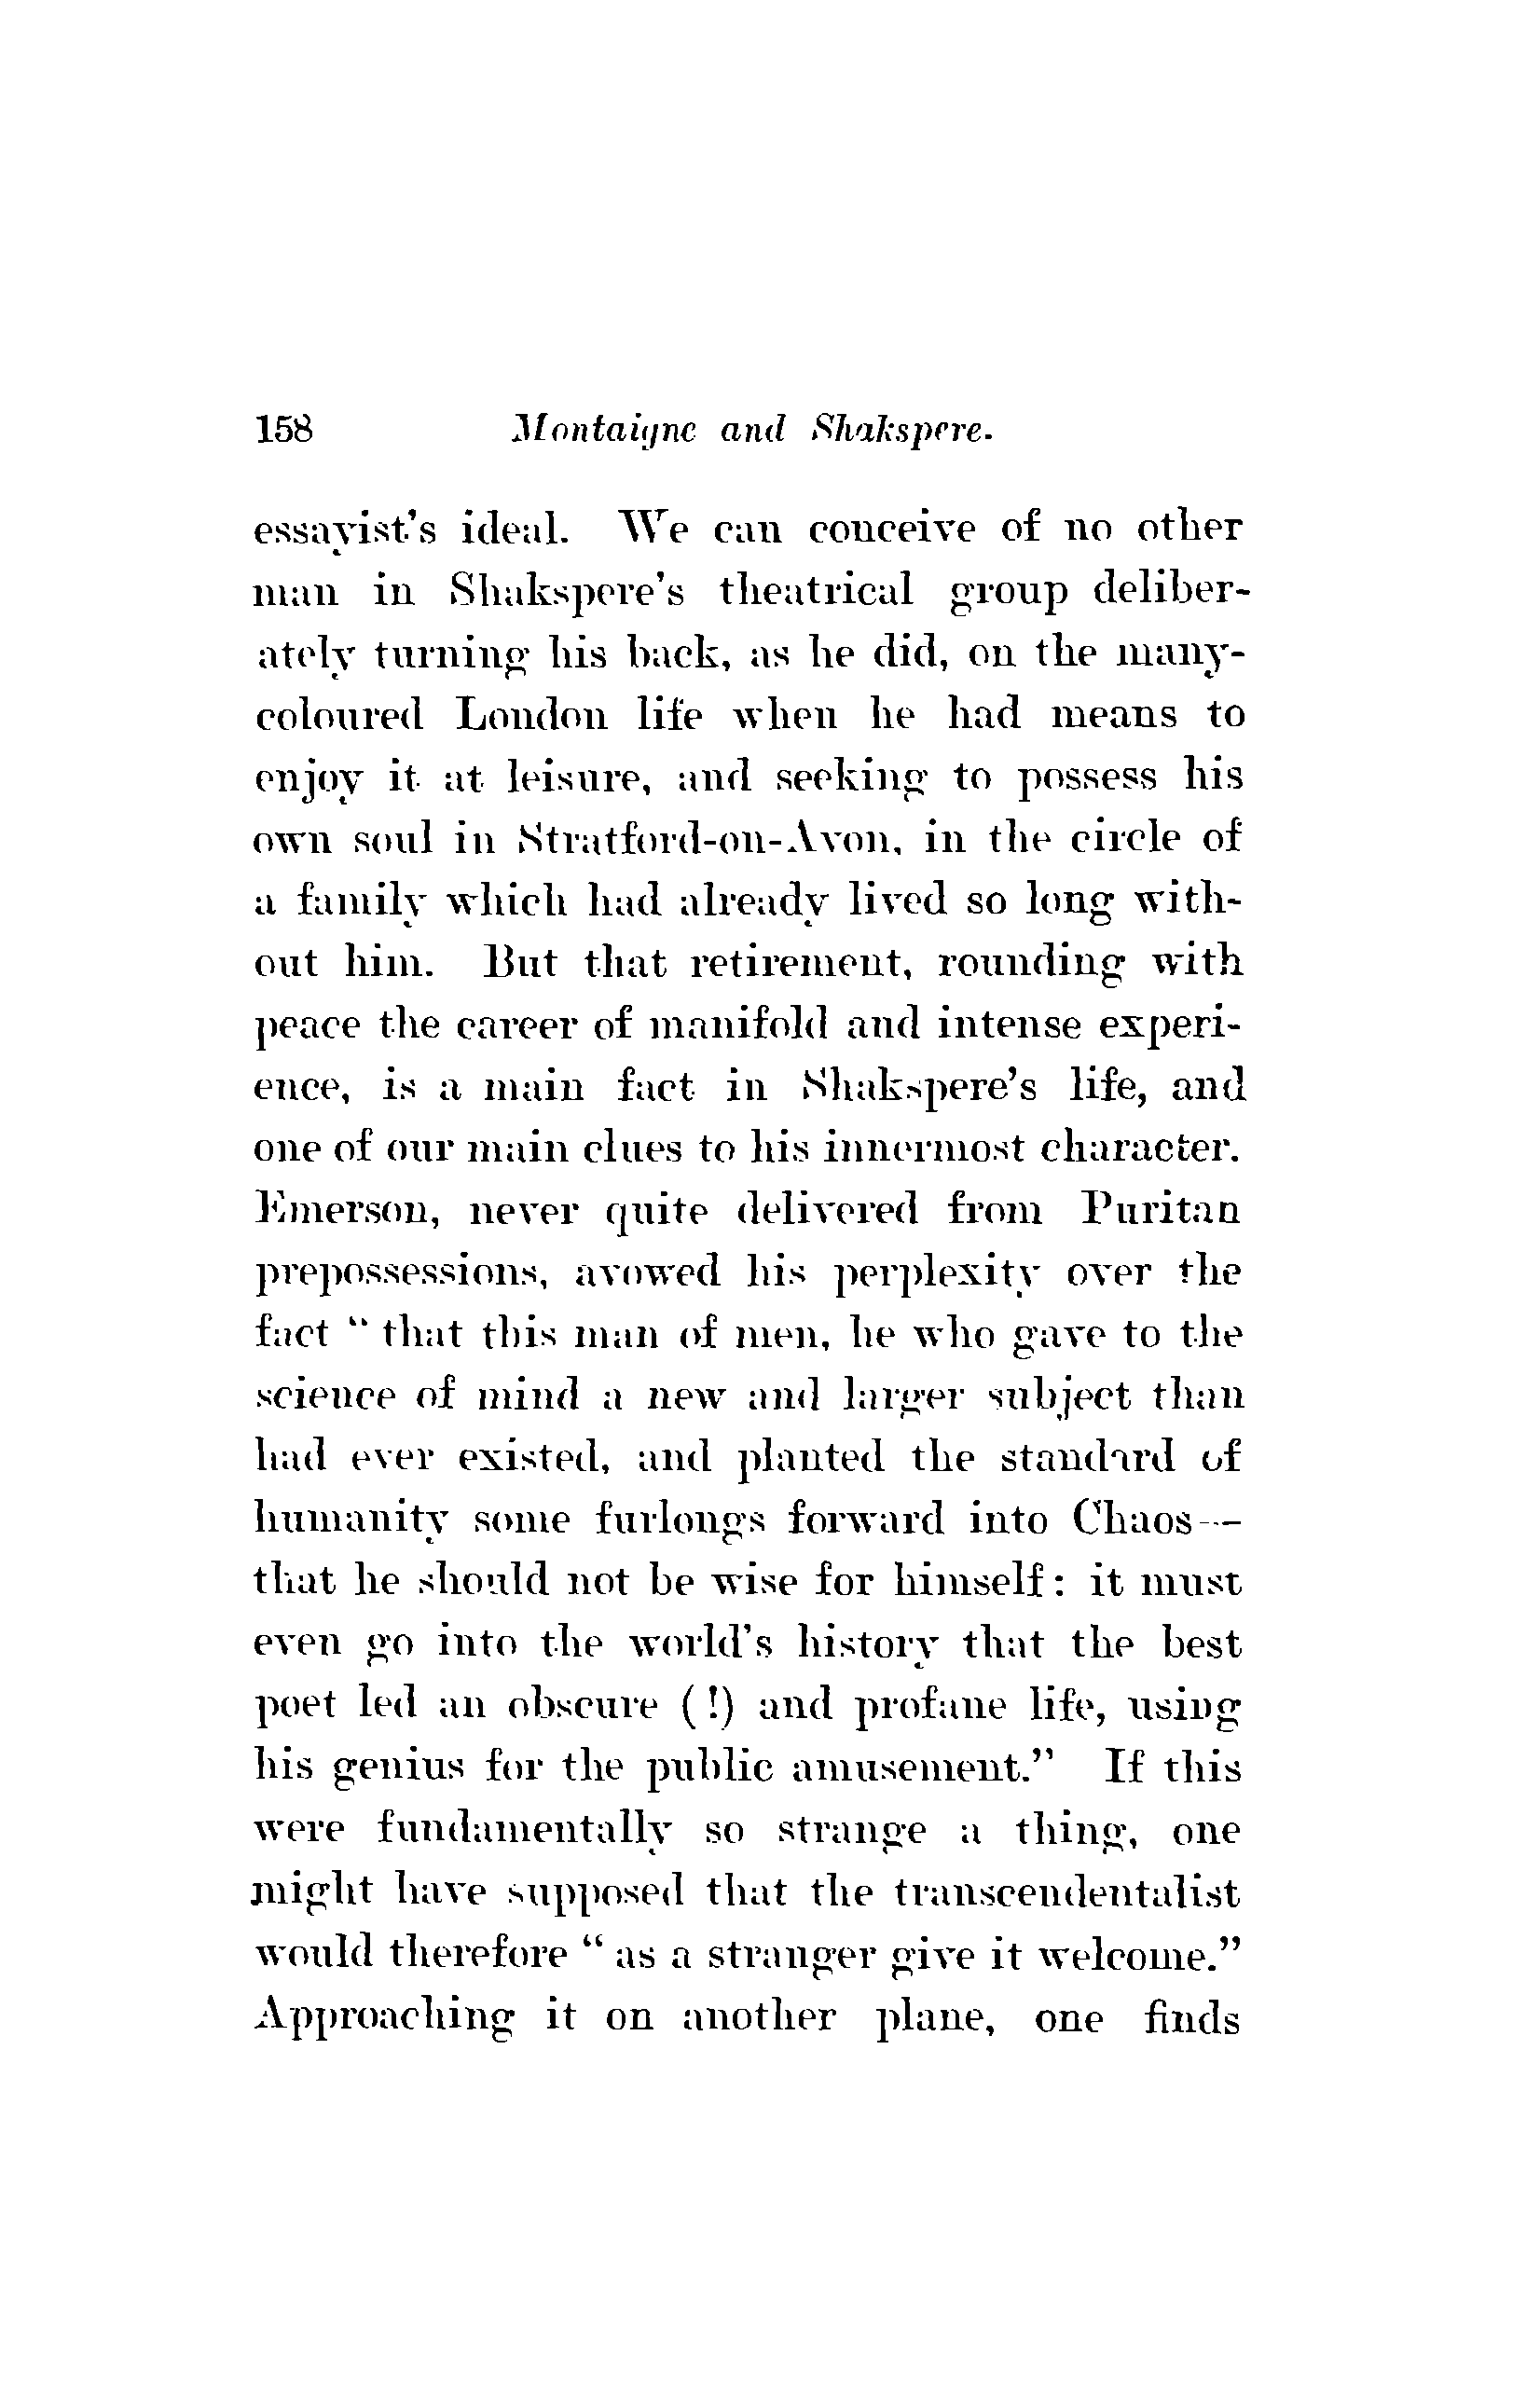 158 Montaigne and Shakspere.
essayist's ideal. We can conceive of no other
man in Shakspere's theatrical group deliber-
ately turning his back, as he did, on the many-
coloured London life when he had means to
enjoy it at leisure, and seeking to possess his
own soul in Stratford-on-Avon, in the circle of
a family which had already lived so long with-
out him. But that retirement, rounding with
peace the career of manifold and intense experi-
ence, is a main fact in Shakspere's life, and
one of our main clues to his innermost character.
Emerson, never quite delivered from Puritan
prepossessions, avowed his perplexity over the
fact “ that this man of men, he who gave to the
science of mind a new and larger subject than
had ever existed, and planted the standard of
humanity some furlongs forward into Chaos—
that he should not be wise for himself: it must
even go into the world's history that the best
poet led an obscure (!) and profane life, using
his genius for the public amusement.” If this
were fundamentally so strange a thing, one
might have supposed that the transcendentalist
would therefore “ as a stranger give it welcome.”
Approaching it on another plane, one finds